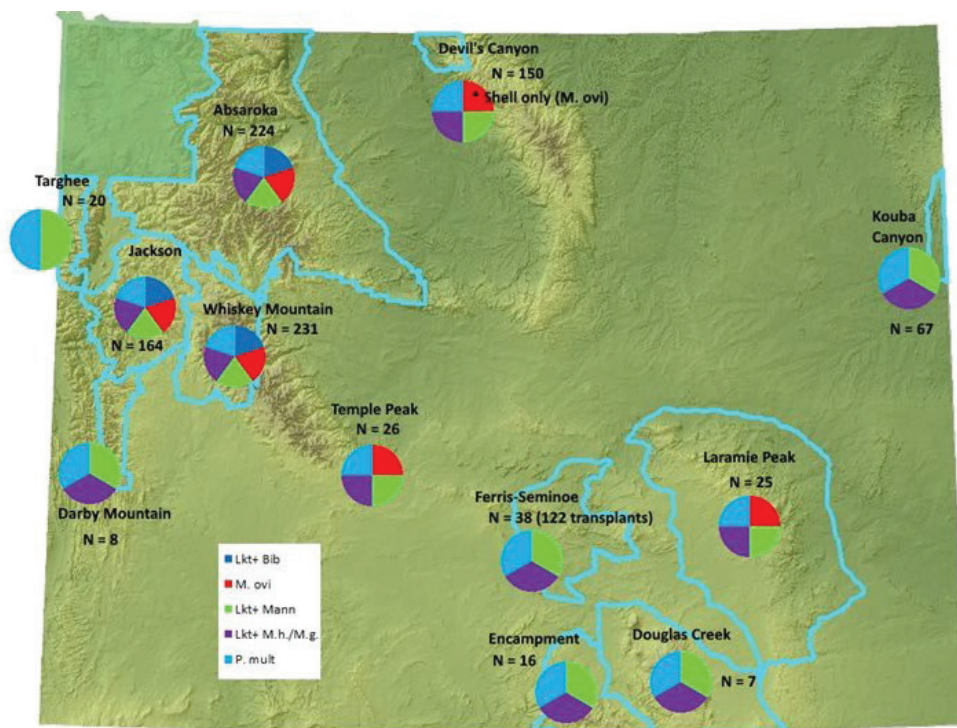 Devil's Canyon
N = 150
* Shell only (M. ovi)
Absaroka
N = 224
Targhee
N = 20
Kouba
Canyon
N = 67
Jackson
N = 164
Whiskey Mountain
N = 231
Temple Peak
N = 26
Laramie Peak
N = 25
Ferris-Seminoe
N = 38 (122 transplants)
Darby Mountain
N = 8
Lkt+ Bib
M. ovi
Lkt+ Mann
Lkt+ M.h./M.g.
P. mult
Encampment
N = 16
Douglas Creek
N = 7